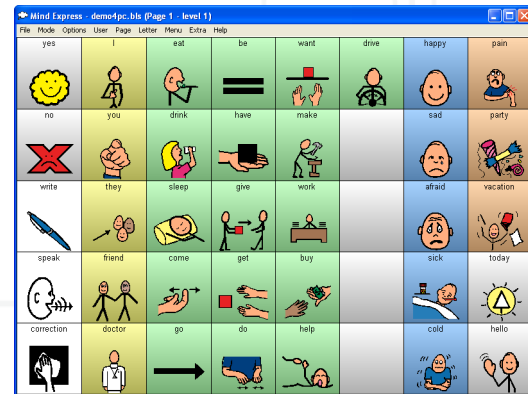 Mind Express - demo4pc.bls (Page 1 - level 1)
File Mode Options User Page Letter Menu Extra Help
yes I eat be want drive happy pain
no you drink have make sad party
write they sleep give work afraid vacation
speak friend come get buy sick today
correction doctor go do help cold hello